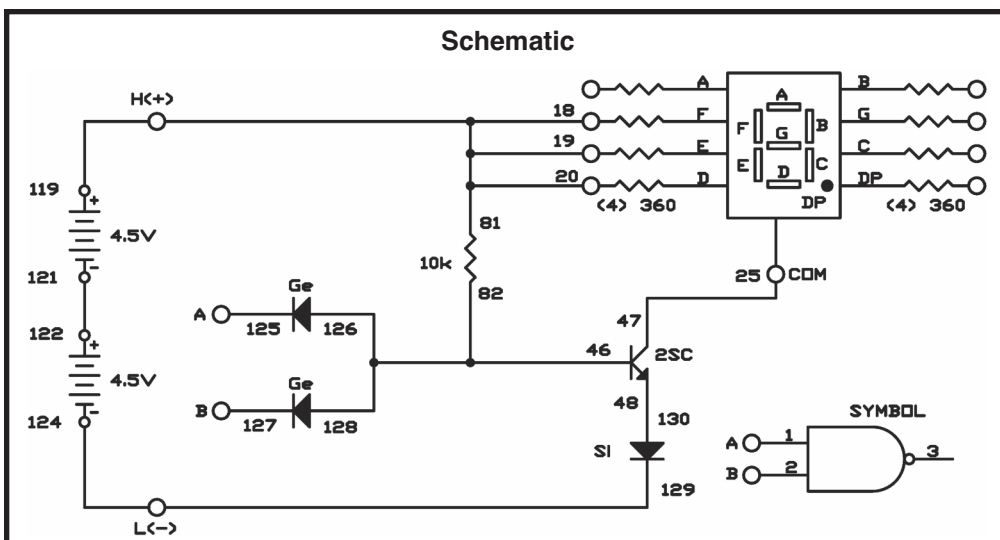 Schematic
H(+)
A
B
18
F
G
19
E
C
20
D
DP
(4) 360
(4) 360
A
F
B
G
E
C
D
DP
119
+
4.5V
-
121
81
10k
82
25
COM
Ge
A
125
126
122
+
4.5V
-
124
47
46
2SC
48
Ge
B
127
128
130
SI
129
SYMBOL
A
1
3
B
2
L(-)